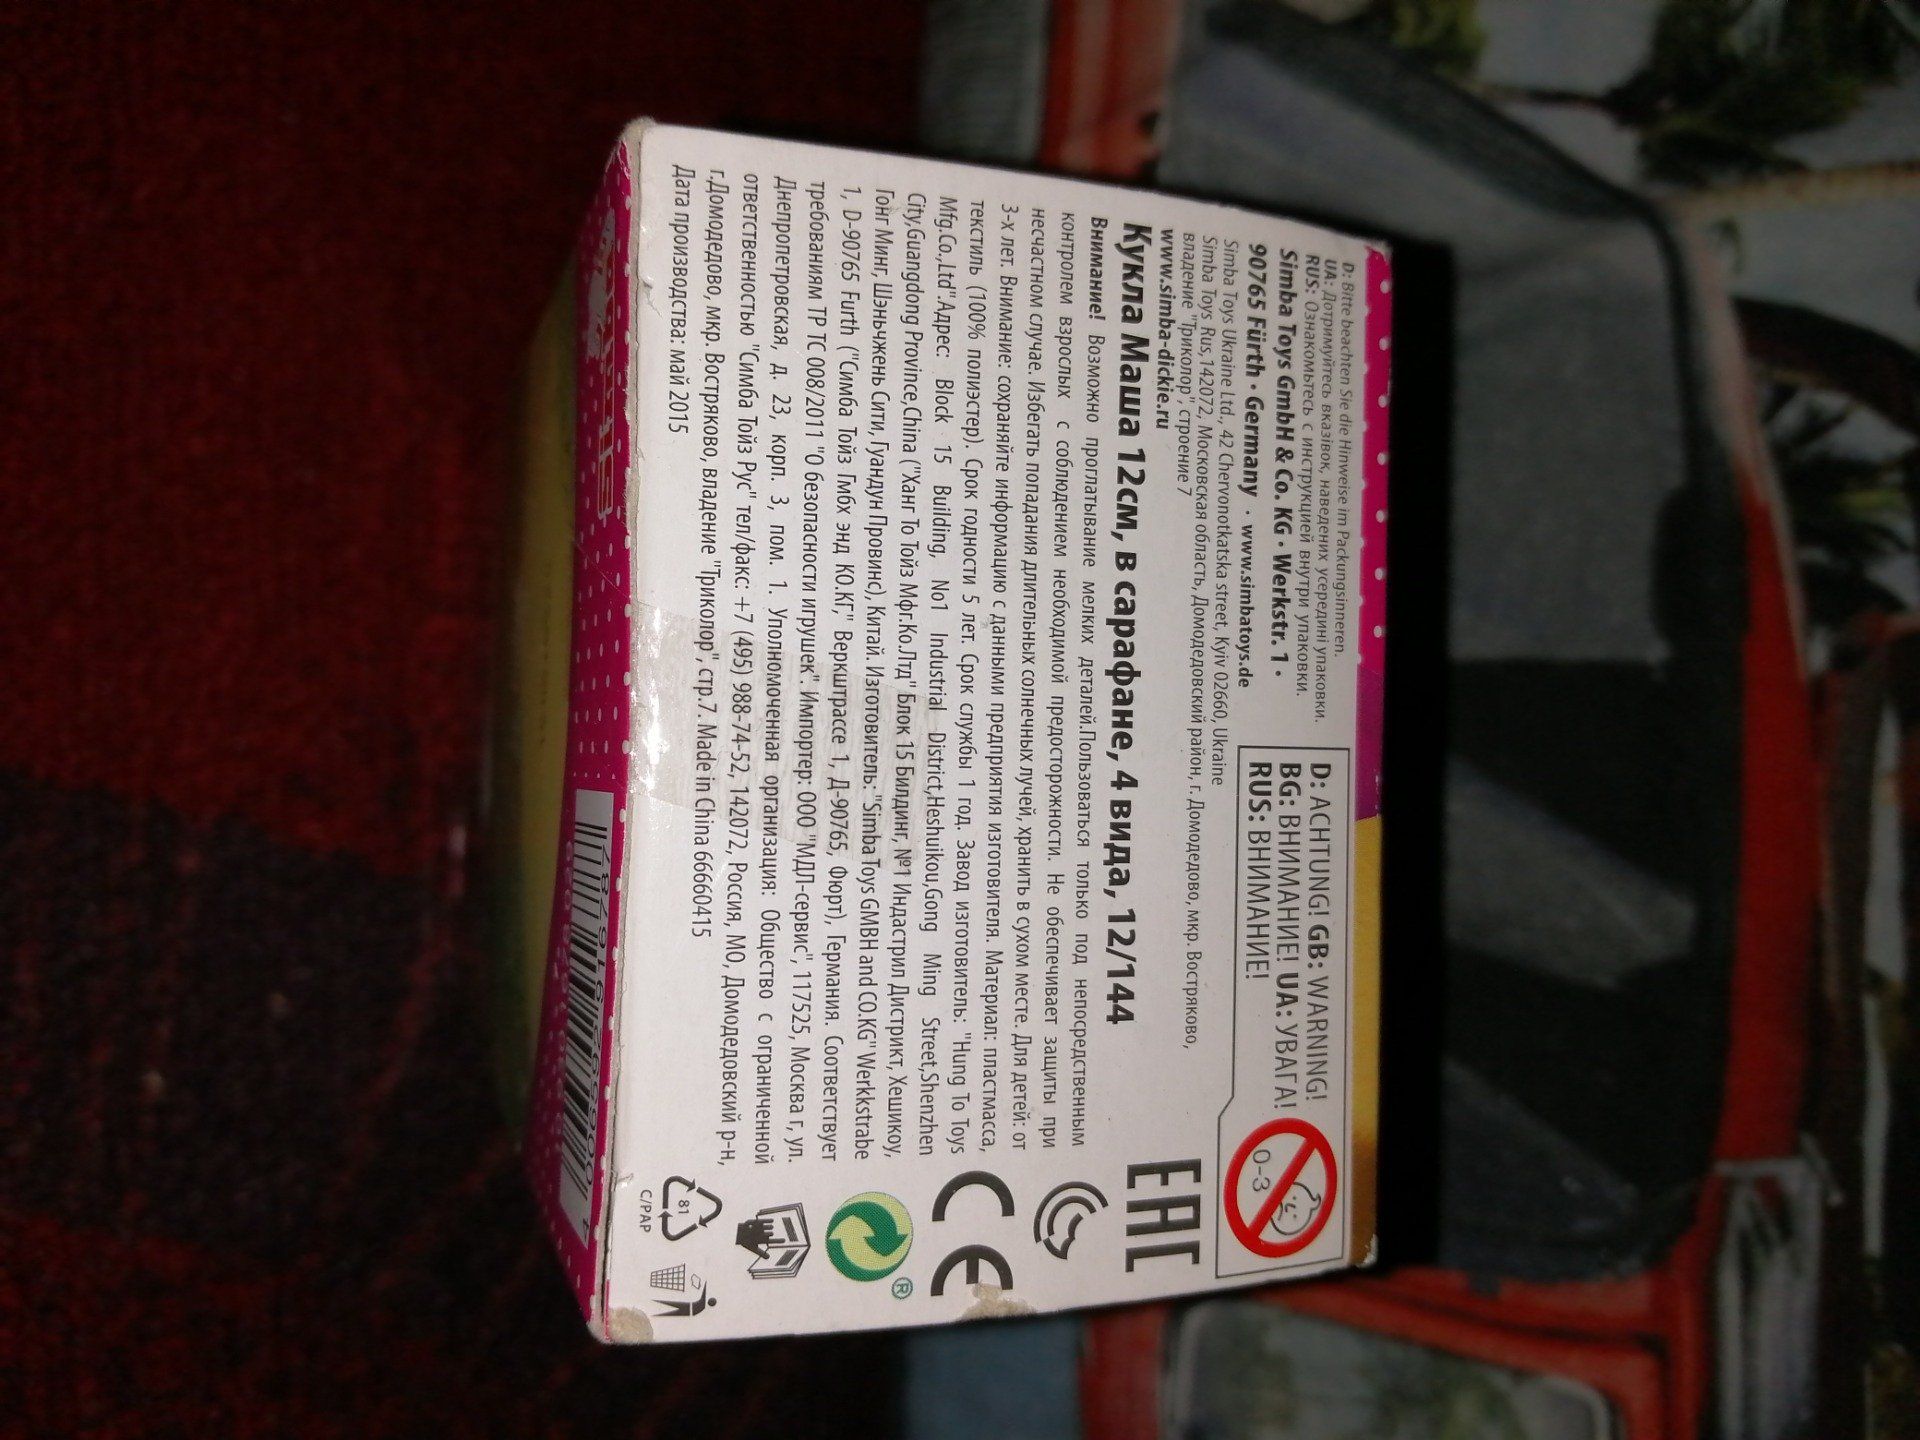 D: Bitte beachten Sie die Hinweise im Packungsinneren.
UA: Дотримуйтесь вказівок, наведених усередині упаковки.
RUS: Ознакомьтесь с инструкцией внутри упаковки.
Simba Toys GmbH & Co. KG · Werkstr. 1 ·
90765 Fürth · Germany · www.simbatoys.de
Simba Toys Ukraine Ltd., 42 Chervonotkatska street, Kyiv 02660, Ukraine
Simba Toys Rus,142072, Московская область, Домодедовский район, г. Домодедово, мкр. Востряково,
владение "Триколор", строение 7
www.simba-dickie.ru
D: ACHTUNG! GB: WARNING!
BG: ВНИМАНИЕ! UA: УВАГА!
RUS: ВНИМАНИЕ!
0-3
Кукла Маша 12см, в сарафане, 4 вида, 12/144
Внимание! Возможно проглатывание мелких деталей.Пользоваться только под непосредственным
контролем взрослых с соблюдением необходимой предосторожности. Не обеспечивает защиты при
несчастном случае. Избегать попадания длительных солнечных лучей, хранить в сухом месте. Для детей: от
3-х лет. Внимание: сохраняйте информацию с данными предприятия изготовителя. Материал: пластмасса,
текстиль (100% полиэстер). Срок годности 5 лет. Срок службы 1 год. Завод изготовитель: "Hung To Toys
Mfg.Co.,Ltd".Адрес: Block 15 Building, No1 Industrial District,Heshuikou,Gong Ming Street,Shenzhen
City,Guangdong Province,China ("Ханг То Тойз Мфг.Ко.Лтд" Блок 15 Билдинг, №1 Индастрил Дистрикт, Хешикоу,
Гонг Минг, Шэньчжень Сити, Гуандун Провинс), Китай. Изготовитель: "Simba Toys GMBH and CO.KG" Werkkstrabe
1, D-90765 Furth ("Симба Тойз Гмбх энд КО.КГ" Веркштрассе 1, Д-90765, Фюрт), Германия. Соответствует
требованиям ТР ТС 008/2011 "О безопасности игрушек". Импортер: ООО "МДЛ-сервис", 117525, Москва г, ул.
Днепропетровская, д. 23, корп. 3, пом. 1. Уполномоченная организация: Общество с ограниченной
ответственностью "Симба Тойз Рус" тел/факс: +7 (495) 988-74-52, 142072, Россия, МО, Домодедовский р-н,
г.Домодедово, мкр. Востряково, владение "Триколор", стр.7. Made in China 66660415
Дата производства: май 2015
EAC
CE
®
81
C/PAP